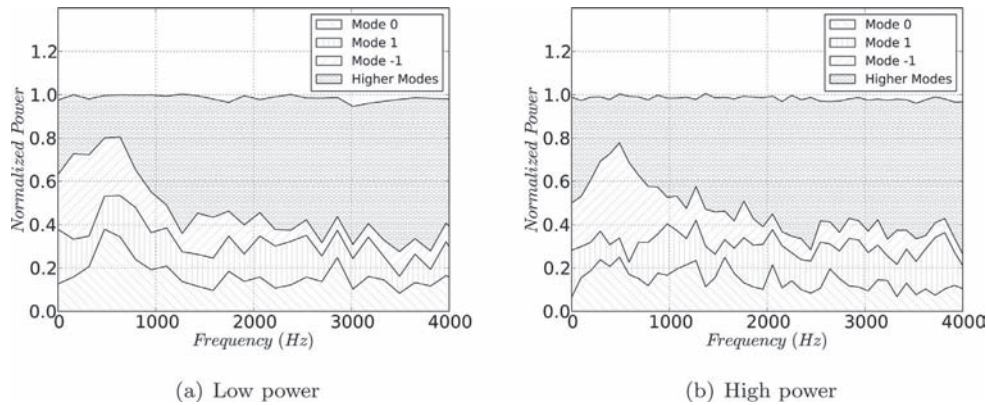 Mode 0
Mode 1
Mode -1
Higher Modes
1.2
1.0
0.8
0.6
0.4
0.2
0.0
Normalized Power
0 1000 2000 3000 4000
Frequency (Hz)
(a) Low power
Mode 0
Mode 1
Mode -1
Higher Modes
1.2
1.0
0.8
0.6
0.4
0.2
0.0
Normalized Power
0 1000 2000 3000 4000
Frequency (Hz)
(b) High power